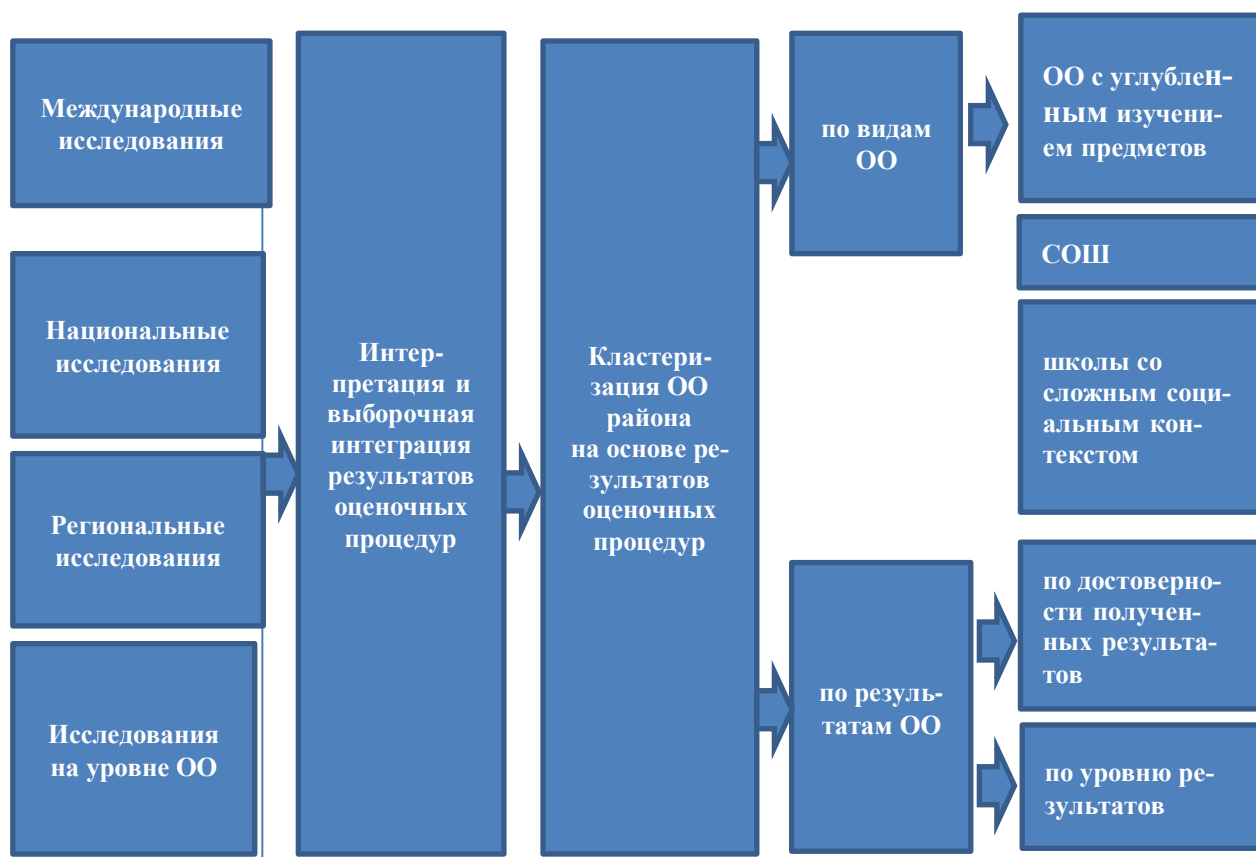 Международные
исследования
Национальные
исследования
Региональные
исследования
Исследования
на уровне ОО
Интер-
претация и
выборочная
интеграция
результатов
оценочных
процедур
Кластери-
зация ОО
района
на основе ре-
зультатов
оценочных
процедур
по видам
ОО
ОО с углублен-
ным изучени-
ем предметов
СОШ
школы со
сложным соци-
альным кон-
текстом
по резуль-
татам ОО
по достоверно-
сти получен-
ных результа-
тов
по уровню ре-
зультатов